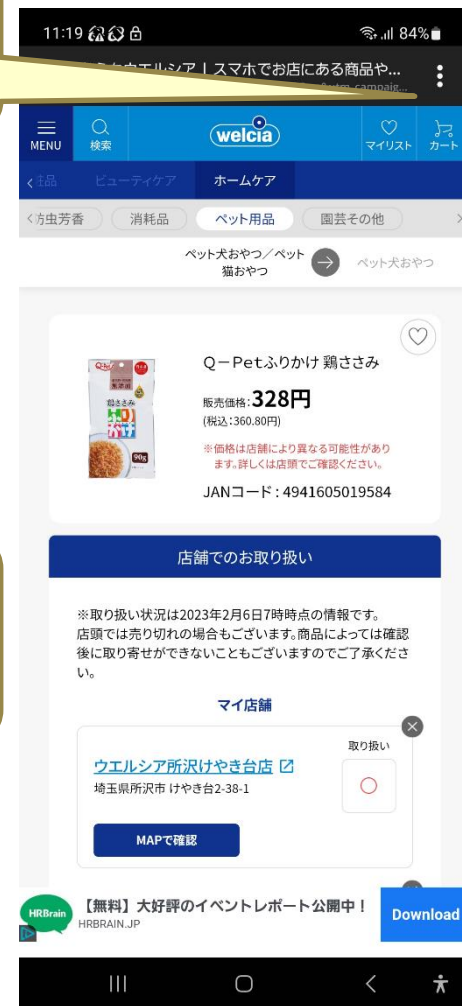 11:19
84%
ウエルシア | スマホでお店にある商品や...
utm_campaig...
MENU
検索
welcia
マイリスト
カート
ビューティケア
ホームケア
消耗品
ペット用品
園芸その他
ペット犬おやつ／ペット
猫おやつ
ペット犬おやつ
Q－Petふりかけ 鶏ささみ
販売価格:328円
(税込:360.80円)
※価格は店舗により異なる可能性があり
ます。詳しくは店頭でご確認ください。
JANコード : 4941605019584
鶏ささみ
90g
店舗でのお取り扱い
※取り扱い状況は2023年2月6日7時時点の情報です。
店頭では売り切れの場合もございます。商品によっては確認
後に取り寄せができないこともございますのでご了承くださ
い。
マイ店舗
取り扱い
ウエルシア所沢けやき台店
埼玉県所沢市 けやき台2-38-1
○
MAPで確認
HRBrain
【無料】大好評のイベントレポート公開中！
HRBRAIN.JP
Download